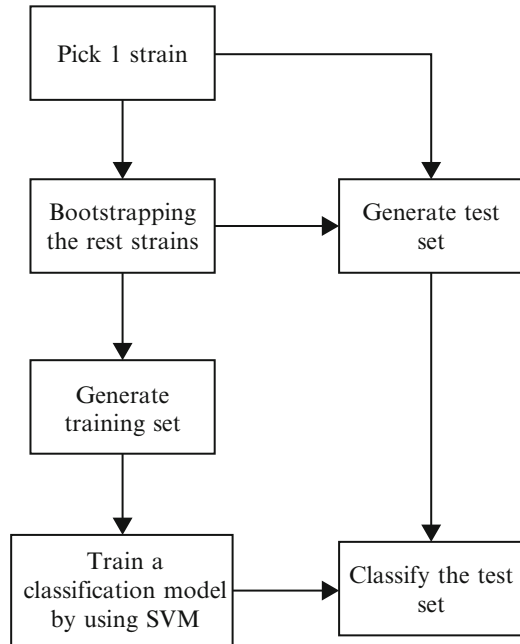 Pick 1 strain
Bootstrapping
the rest strains
Generate test
set
Generate
training set
Train a
classification model
by using SVM
Classify the test
set